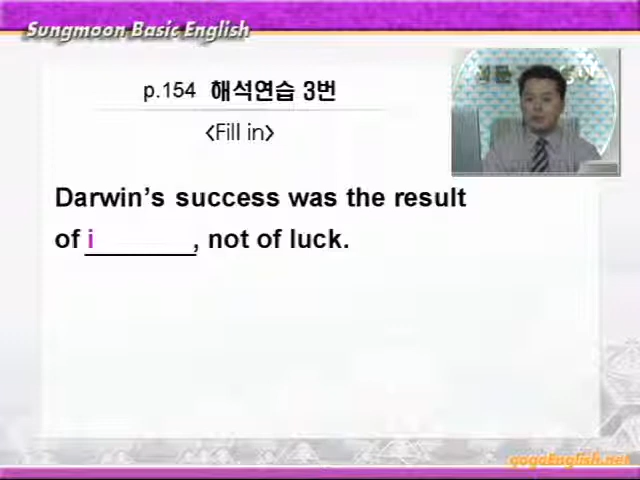 Sungmoon Basic English
p.154 해석연습 3번
<Fill in>
Darwin's success was the result
of i________, not of luck.
gogoEnglish.net